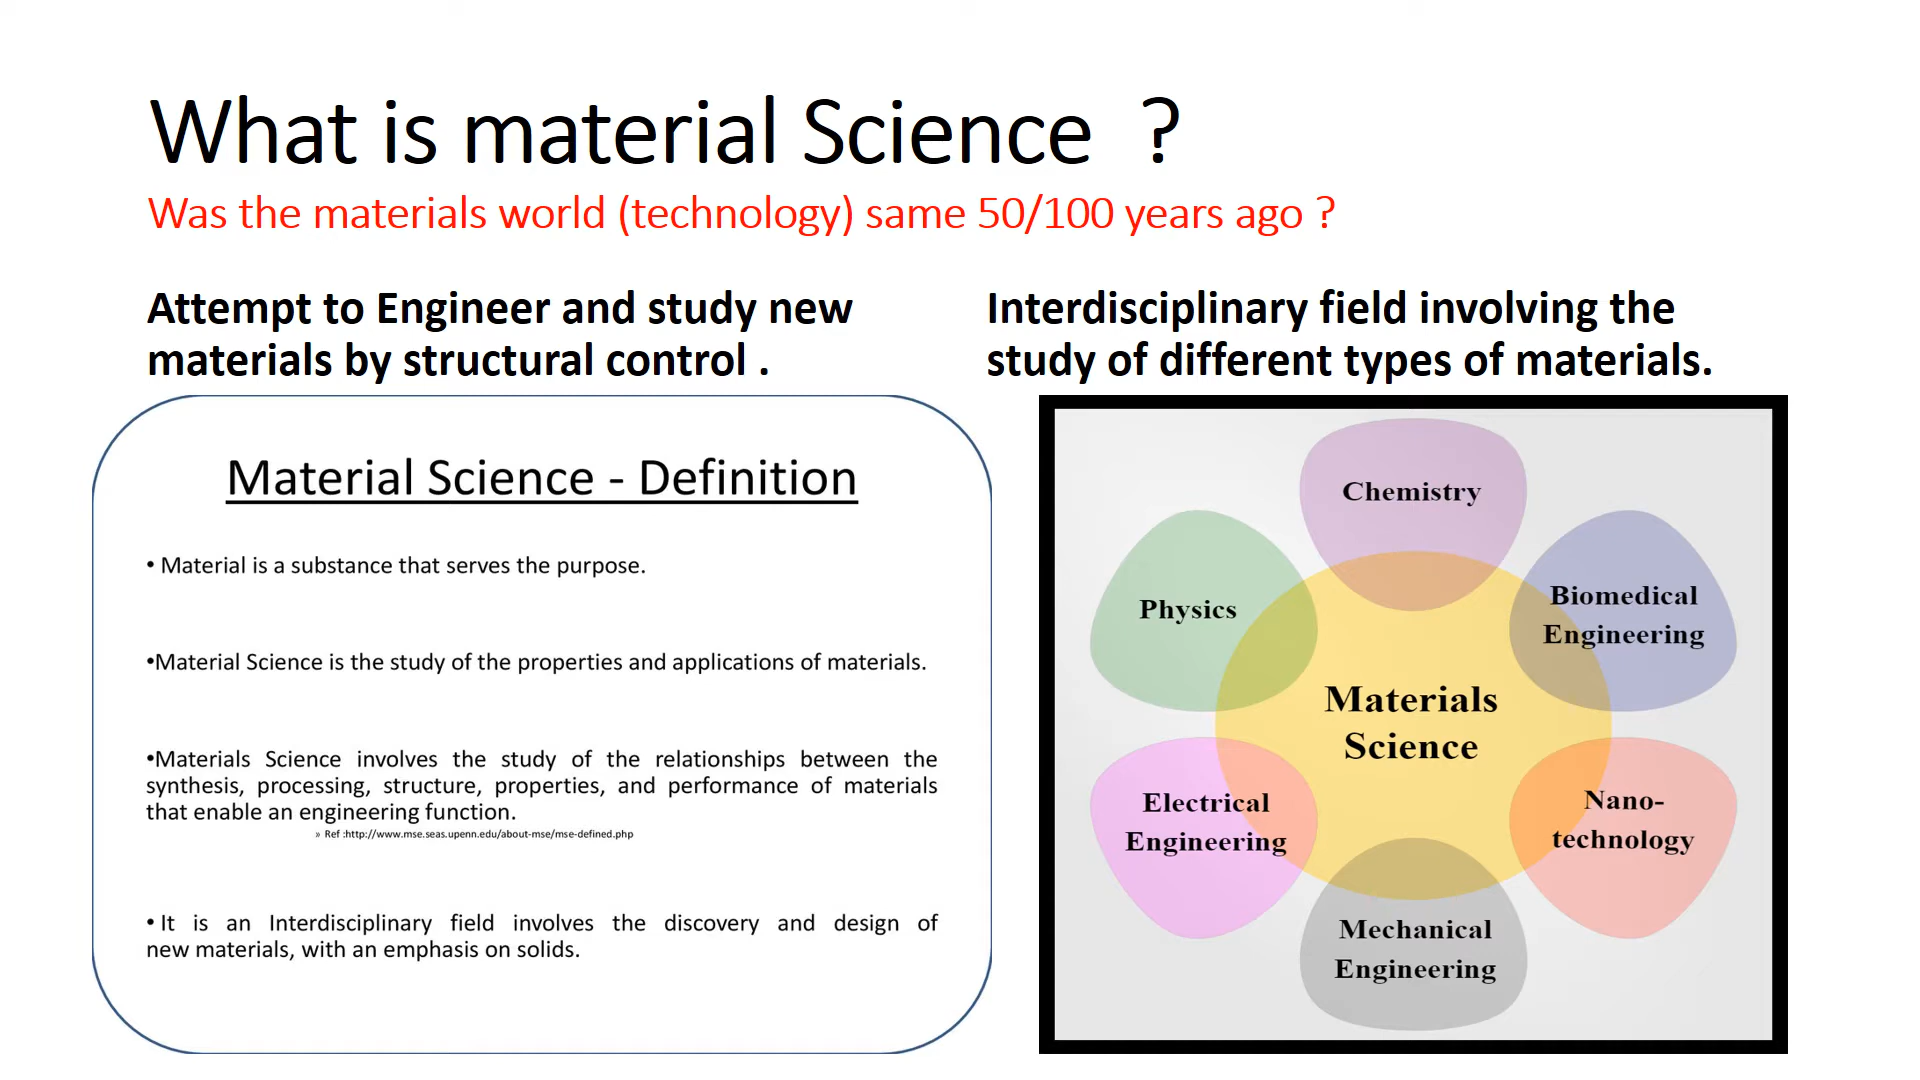 What is material Science ?
Was the materials world (technology) same 50/100 years ago ?
Attempt to Engineer and study new
materials by structural control .
Material Science - Definition
• Material is a substance that serves the purpose.
•Material Science is the study of the properties and applications of materials.
•Materials Science involves the study of the relationships between the
synthesis, processing, structure, properties, and performance of materials
that enable an engineering function.
» Ref :http://www.mse.seas.upenn.edu/about-mse/mse-defined.php
• It is an Interdisciplinary field involves the discovery and design of
new materials, with an emphasis on solids.
Interdisciplinary field involving the
study of different types of materials.
Chemistry
Physics
Biomedical
Engineering
Materials
Science
Electrical
Engineering
Nano-
technology
Mechanical
Engineering